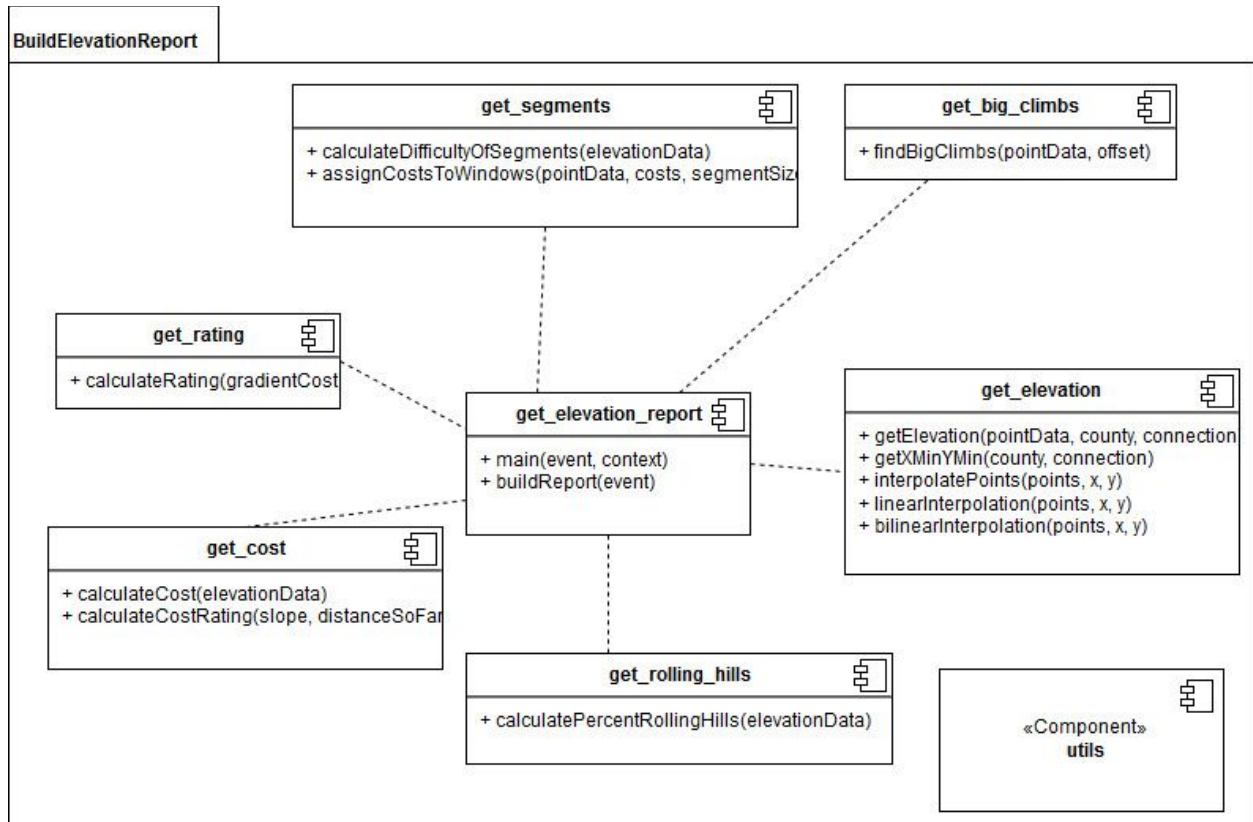 BuildElevationReport
get_segments
+ calculateDifficultyOfSegments(elevationData)
+ assignCostsToWindows(pointData, costs, segmentSize
get_big_climbs
+ findBigClimbs(pointData, offset)
get_rating
+ calculateRating(gradientCost
get_elevation_report
+ main(event, context)
+ buildReport(event)
get_elevation
+ getElevation(pointData, county, connection
+ getXMinYMin(county, connection)
+ interpolatePoints(points, x, y)
+ linearInterpolation(points, x, y)
+ bilinearInterpolation(points, x, y)
get_cost
+ calculateCost(elevationData)
+ calculateCostRating(slope, distanceSoFar
get_rolling_hills
+ calculatePercentRollingHills(elevationData)
«Component»
utils